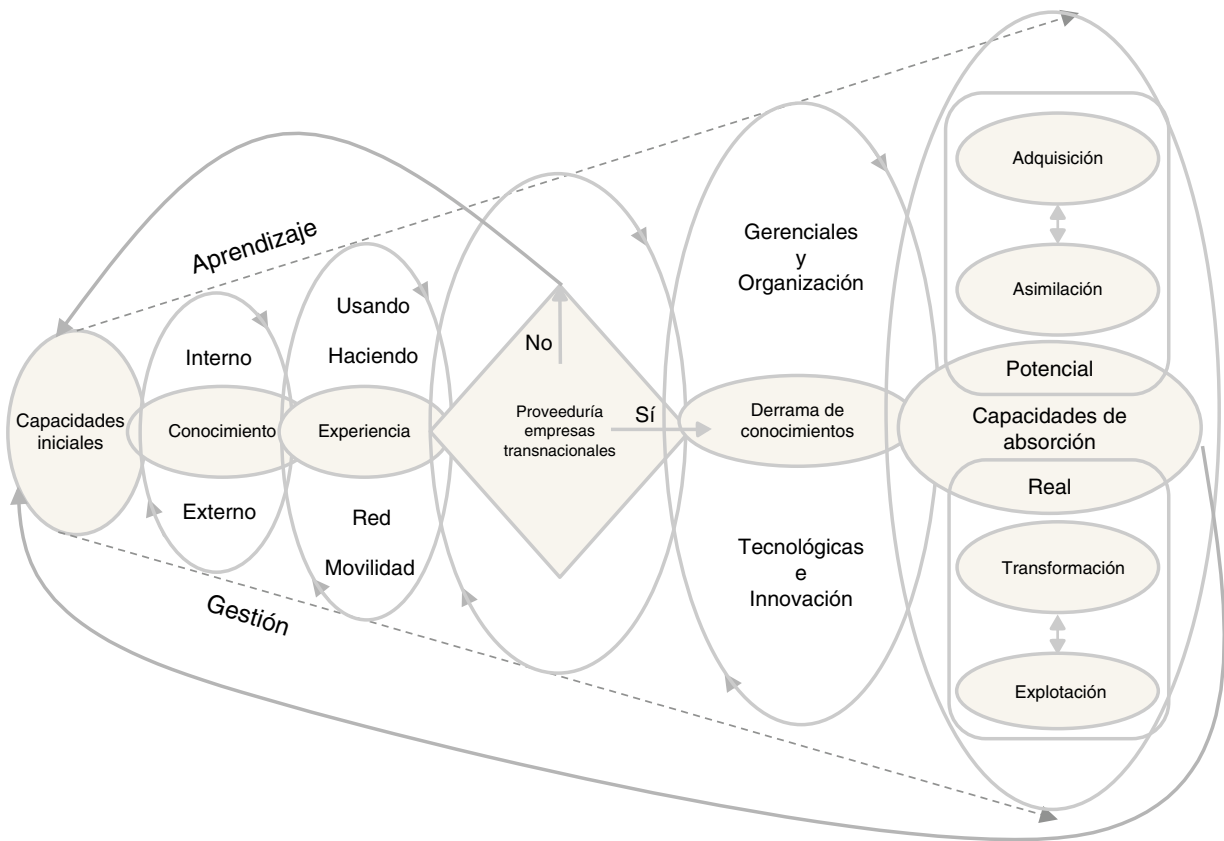 Aprendizaje
Capacidades
iniciales
Interno
Conocimiento
Externo
Gestión
Usando
Haciendo
Experiencia
Red
Movilidad
No
Proveeduría
empresas
transnacionales
Sí
Gerenciales
y
Organización
Derrama de
conocimientos
Tecnológicas
e
Innovación
Adquisición
Asimilación
Potencial
Capacidades de
absorción
Real
Transformación
Explotación